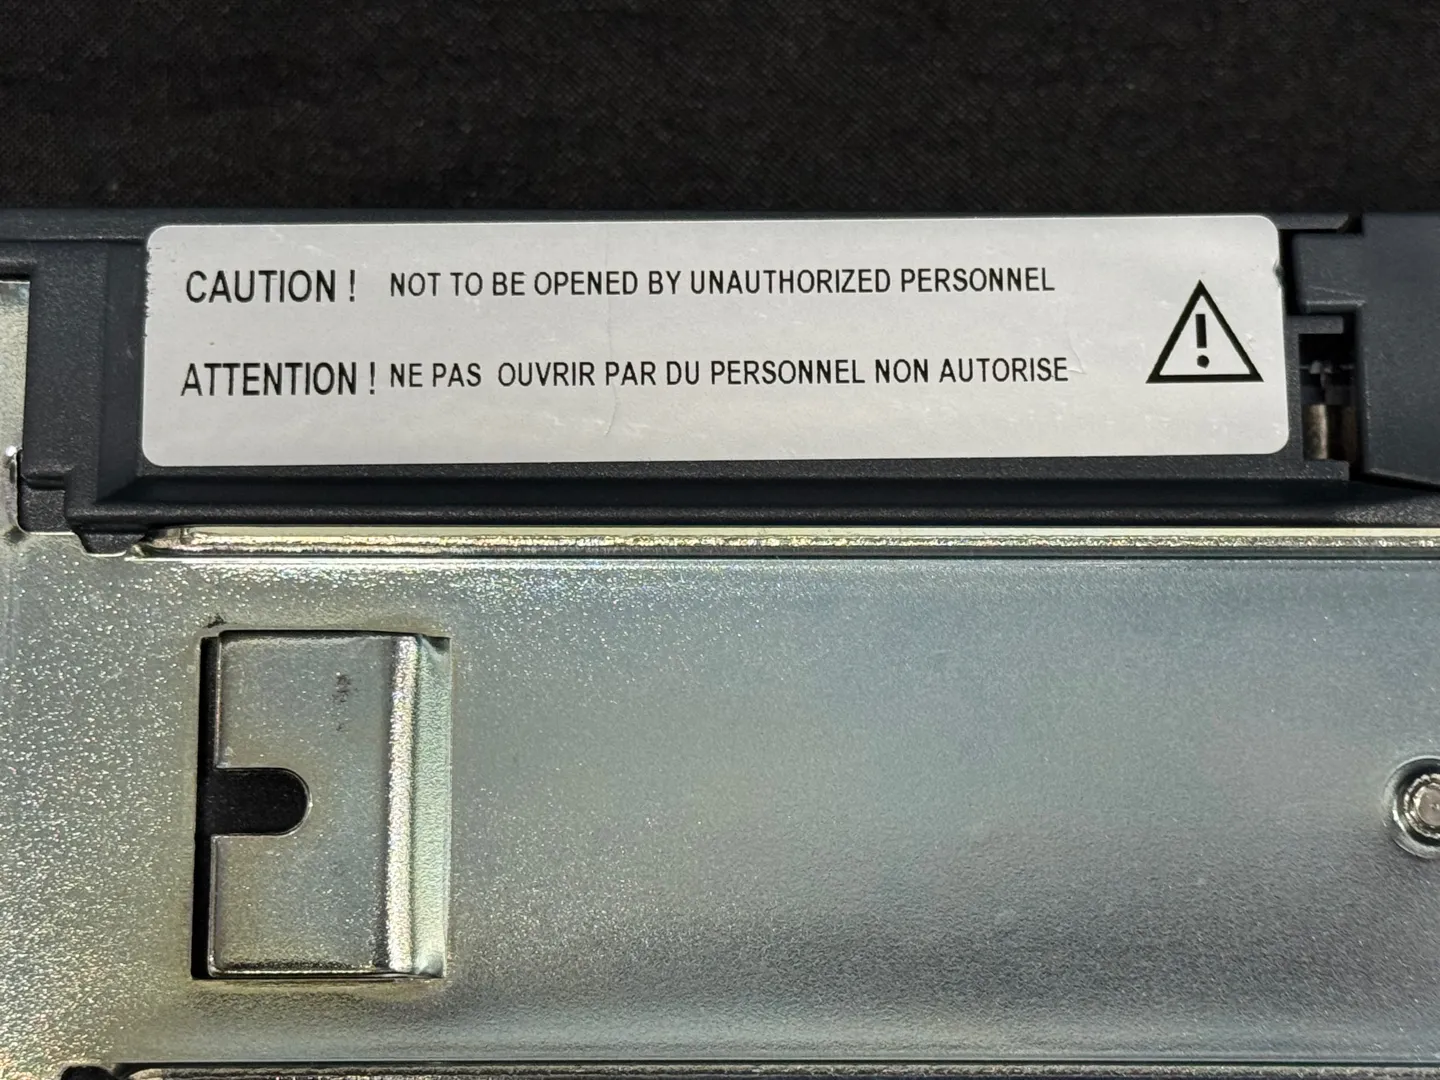 CAUTION ! NOT TO BE OPENED BY UNAUTHORIZED PERSONNEL
ATTENTION ! NE PAS OUVRIR PAR DU PERSONNEL NON AUTORISE